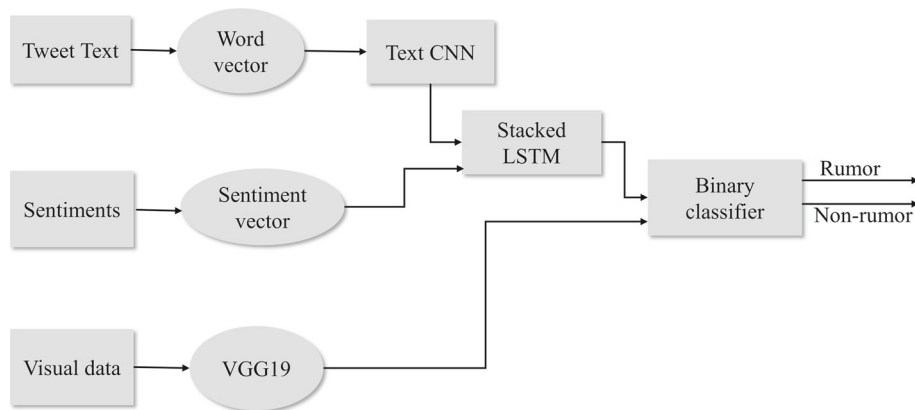 Tweet Text
Word
vector
Text CNN
Stacked
LSTM
Sentiments
Sentiment
vector
Binary
classifier
Rumor
Non-rumor
Visual data
VGG19